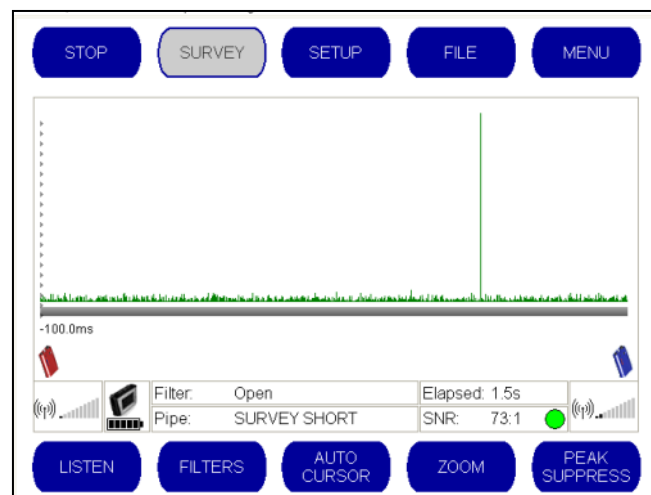 STOP
SURVEY
SETUP
FILE
MENU
-100.0ms
Filter: Open
Elapsed: 1.5s
Pipe: SURVEY SHORT
SNR: 73:1
LISTEN
FILTERS
AUTO
CURSOR
ZOOM
PEAK
SUPPRESS